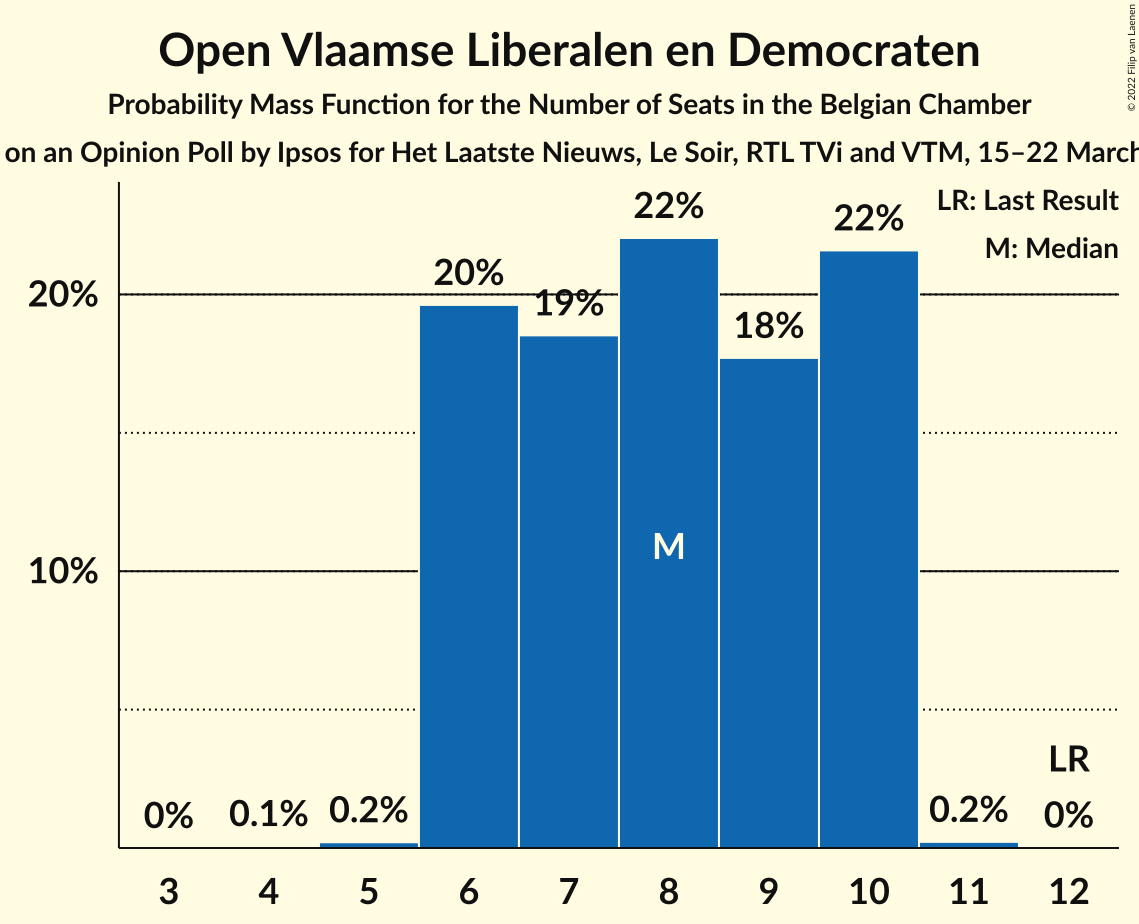 Open Vlaamse Liberalen en Democraten
Probability Mass Function for the Number of Seats in the Belgian Chamber
on an Opinion Poll by Ipsos for Het Laatste Nieuws, Le Soir, RTL TVi and VTM, 15–22 March
© 2022 Filip van Laenen
LR: Last Result
M: Median
22%
22%
20%
19%
18%
20%
M
10%
LR
0%
0.1%
0.2%
0.2%
0%
3 4 5 6 7 8 9 10 11 12